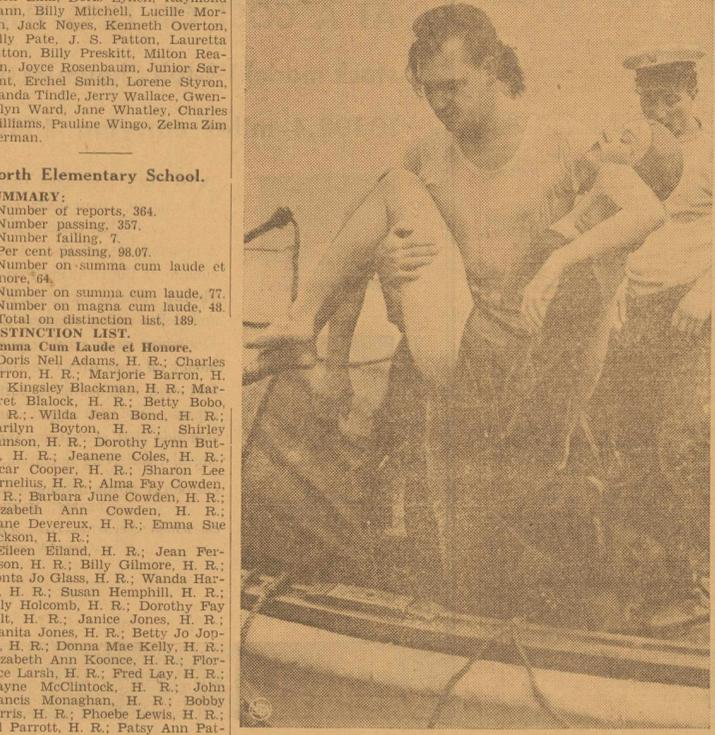 ann, Billy Mitchell, Lucille Mor-
n, Jack Noyes, Kenneth Overton,
lly Pate, J. S. Patton, Lauretta
tton, Billy Preskitt, Milton Rea-
n, Joyce Rosenbaum, Junior Sar-
nt, Erchel Smith, Lorene Styron,
anda Tindle, Jerry Wallace, Gwen-
lyn Ward, Jane Whatley, Charles
illiams, Pauline Wingo, Zelma Zim
erman.
orth Elementary School.
UMMARY:
Number of reports, 364.
Number passing, 357.
Number failing, 7.
Per cent passing, 98.07.
Number on summa cum laude et
nore, 64.
Number on summa cum laude, 77.
Number on magna cum laude, 48.
Total on distinction list, 189.
STINCTION LIST.
mma Cum Laude et Honore.
Doris Nell Adams, H. R.; Charles
rron, H. R.; Marjorie Barron, H.
Kingsley Blackman, H. R.; Mar-
ret Blalock, H. R.; Betty Bobo,
R.; Wilda Jean Bond, H. R.;
arilyn Boyton, H. R.; Shirley
unson, H. R.; Dorothy Lynn But-
, H. R.; Jeanene Coles, H. R.;
car Cooper, H. R.; Sharon Lee
rnelius, H. R.; Alma Fay Cowden,
R.; Barbara June Cowden, H. R.;
izabeth Ann Cowden, H. R.;
ane Devereux, H. R.; Emma Sue
ckson, H. R.;
Eileen Eiland, H. R.; Jean Fer-
son, H. R.; Billy Gilmore, H. R.;
onta Jo Glass, H. R.; Wanda Har-
, H. R.; Susan Hemphill, H. R.;
lly Holcomb, H. R.; Dorothy Fay
lt, H. R.; Janice Jones, H. R.;
anita Jones, H. R.; Betty Jo Jop-
, H. R.; Donna Mae Kelly, H. R.;
izabeth Ann Koonce, H. R.; Flor-
ce Larsh, H. R.; Fred Lay, H. R.;
ayne McClintock, H. R.; John
ancis Monaghan, H. R.; Bobby
rris, H. R.; Phoebe Lewis, H. R.;
l Parrott, H. R.; Patsy Ann Pat-